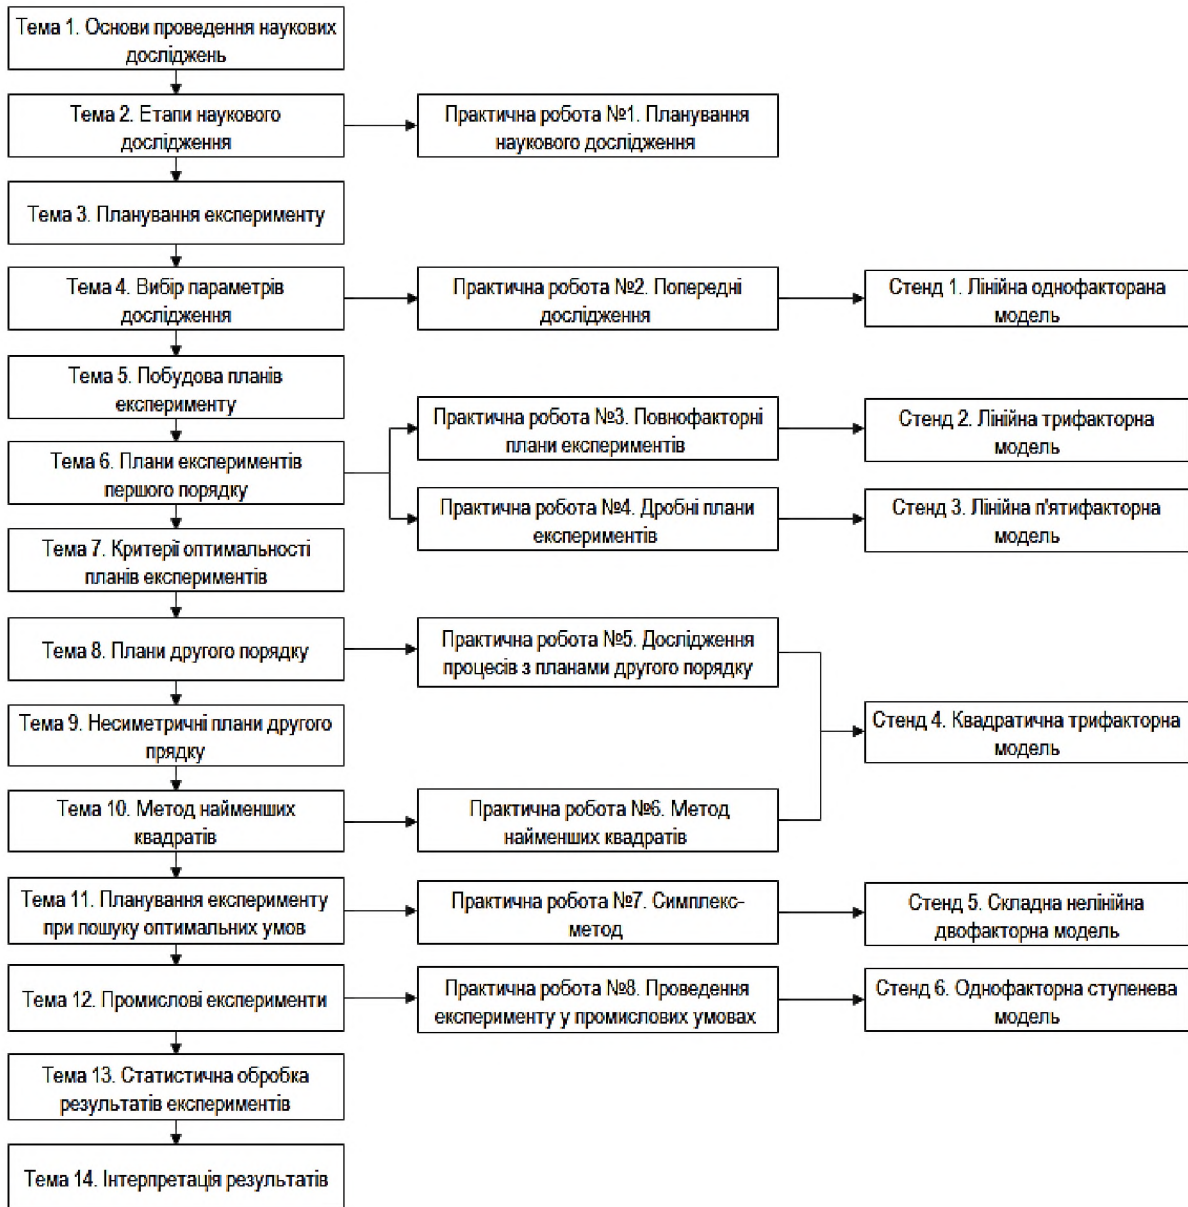 Тема 1. Основи проведення наукових
досліджень
Тема 2. Етапи наукового
дослідження
Практична робота №1. Планування
наукового дослідження
Тема 3. Планування експерименту
Тема 4. Вибір параметрів
дослідження
Практична робота №2. Попередні
дослідження
Стенд 1. Лінійна однофакторана
модель
Тема 5. Побудова планів
експерименту
Практична робота №3. Повнофакторні
плани експериментів
Стенд 2. Лінійна трифакторна
модель
Тема 6. Плани експериментів
першого порядку
Практична робота №4. Дробні плани
експериментів
Стенд 3. Лінійна п'ятифакторна
модель
Тема 7. Критерії оптимальності
планів експериментів
Тема 8. Плани другого порядку
Практична робота №5. Дослідження
процесів з планами другого порядку
Тема 9. Несиметричні плани другого
прядку
Стенд 4. Квадратична трифакторна
модель
Тема 10. Метод найменших
квадратів
Практична робота №6. Метод
найменших квадратів
Тема 11. Планування експерименту
при пошуку оптимальних умов
Практична робота №7. Симплекс-
метод
Стенд 5. Складна нелінійна
двофакторна модель
Тема 12. Промислові експерименти
Практична робота №8. Проведення
експерименту у промислових умовах
Стенд 6. Однофакторна ступенева
модель
Тема 13. Статистична обробка
результатів експериментів
Тема 14. Інтерпретація результатів